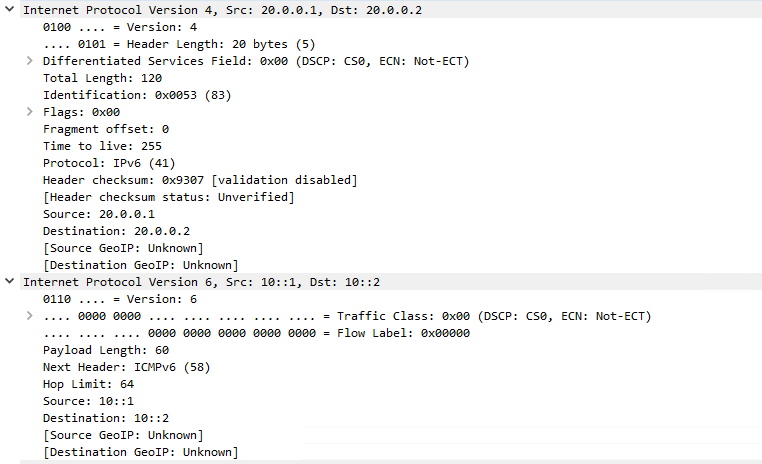 Internet Protocol Version 4, Src: 20.0.0.1, Dst: 20.0.0.2
0100 .... = Version: 4
.... 0101 = Header Length: 20 bytes (5)
Differentiated Services Field: 0x00 (DSCP: CS0, ECN: Not-ECT)
Total Length: 120
Identification: 0x0053 (83)
Flags: 0x00
Fragment offset: 0
Time to live: 255
Protocol: IPv6 (41)
Header checksum: 0x9307 [validation disabled]
[Header checksum status: Unverified]
Source: 20.0.0.1
Destination: 20.0.0.2
[Source GeoIP: Unknown]
[Destination GeoIP: Unknown]
Internet Protocol Version 6, Src: 10::1, Dst: 10::2
0110 .... = Version: 6
.... 0000 0000 .... .... .... .... .... = Traffic Class: 0x00 (DSCP: CS0, ECN: Not-ECT)
.... .... .... 0000 0000 0000 0000 0000 = Flow Label: 0x00000
Payload Length: 60
Next Header: ICMPv6 (58)
Hop Limit: 64
Source: 10::1
Destination: 10::2
[Source GeoIP: Unknown]
[Destination GeoIP: Unknown]